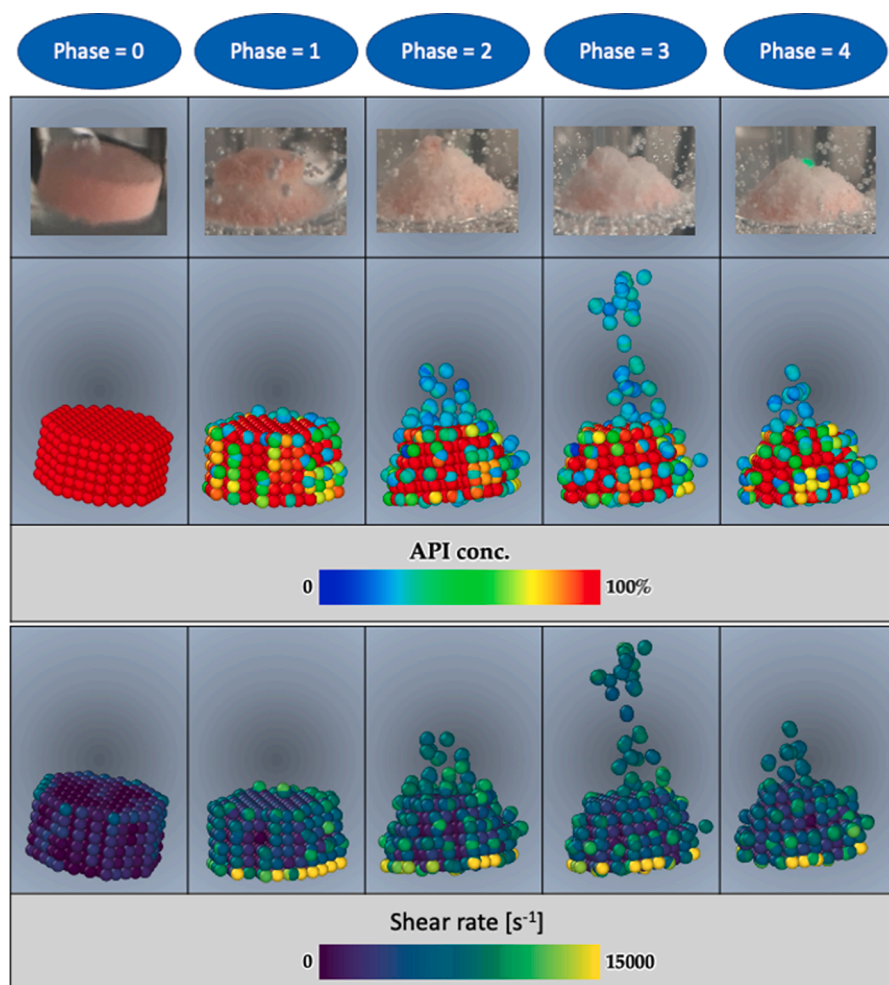 Phase = 0
Phase = 1
Phase = 2
Phase = 3
Phase = 4
API conc.
0
100%
Shear rate [s⁻¹]
0
15000